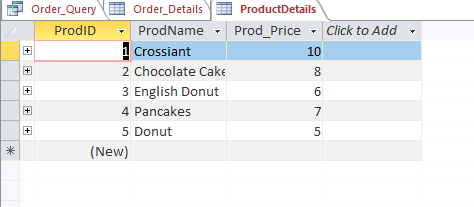 Order_Query Order_Details ProductDetails
ProdID ProdName Prod_Price Click to Add
1 Crossiant 10
2 Chocolate Cake 8
3 English Donut 6
4 Pancakes 7
5 Donut 5
(New)